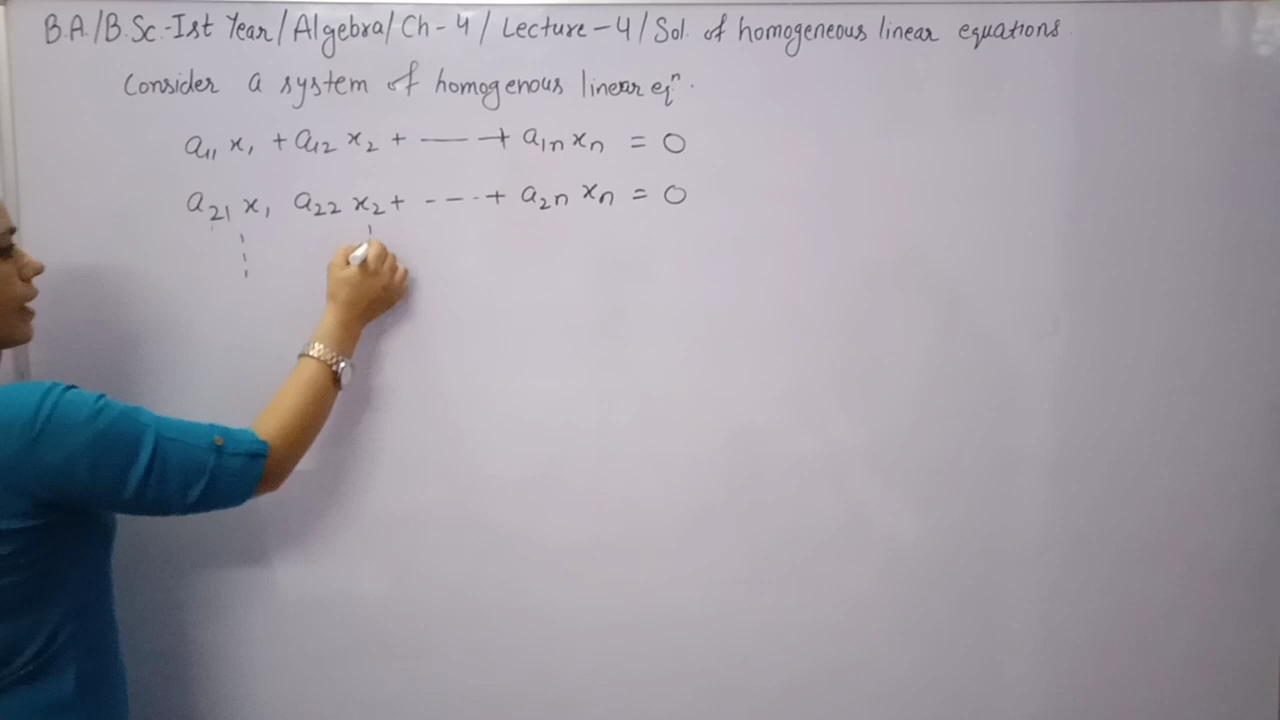 B.A./B.Sc.-Ist Year/Algebra/Ch-4/Lecture-4/Sol. of homogeneous linear equations.
Consider a system of homogenous linear eqⁿ.
a₁₁ x₁ + a₁₂ x₂ + —— + a₁ₙ xₙ = 0
a₂₁ x₁ a₂₂ x₂ + ---- + a₂ₙ xₙ = 0